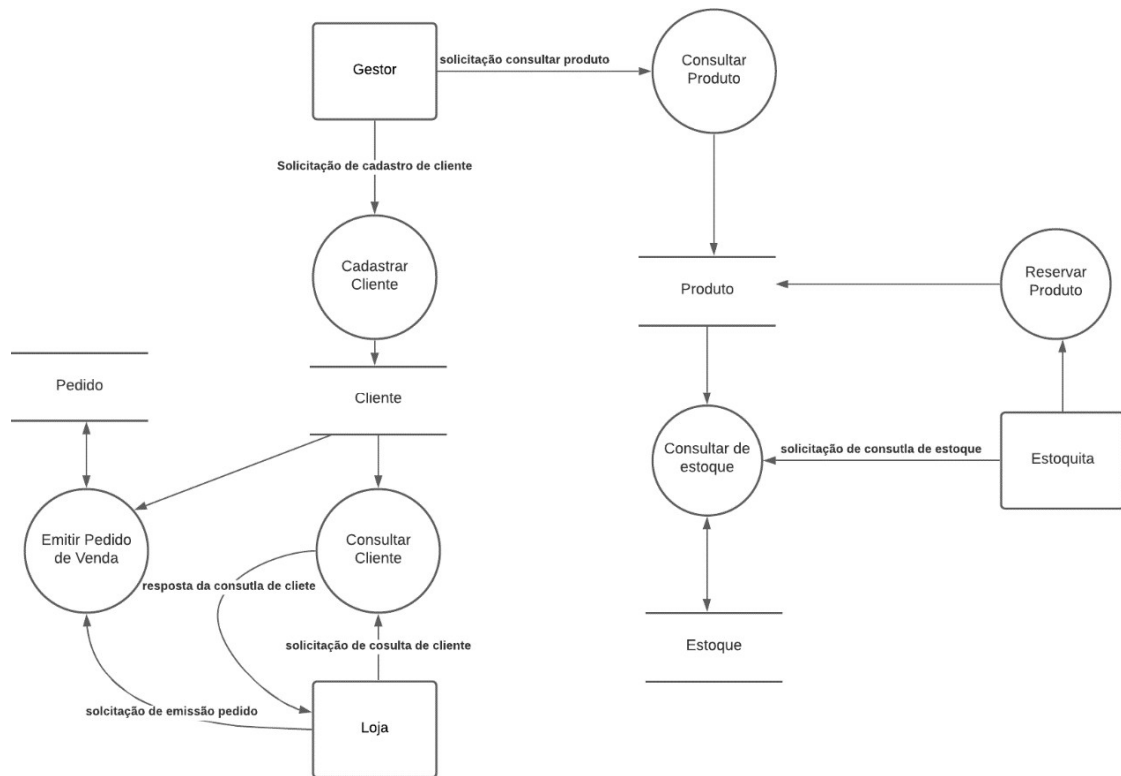 Gestor
solicitação consultar produto
Consultar
Produto
Solicitação de cadastro de cliente
Cadastrar
Cliente
Produto
Reservar
Produto
Pedido
Cliente
Consultar de
estoque
solicitação de consutla de estoque
Estoquita
Emitir Pedido
de Venda
Consultar
Cliente
resposta da consutla de cliete
solicitação de cosulta de cliente
Estoque
solcitação de emissão pedido
Loja